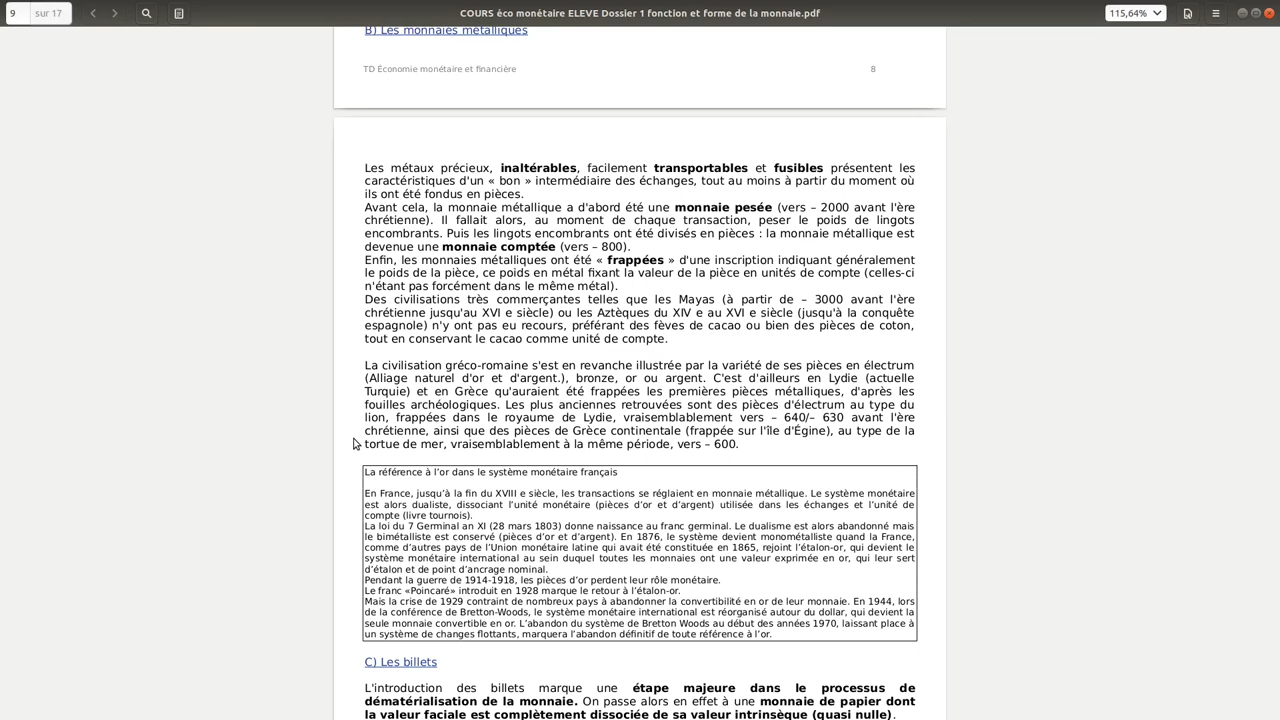 9 sur 17
COURS éco monétaire ELEVE Dossier 1 fonction et forme de la monnaie.pdf
115,64%
B) Les monnaies métalliques
TD Économie monétaire et financière 8
Les métaux précieux, inaltérables, facilement transportables et fusibles présentent les
caractéristiques d'un « bon » intermédiaire des échanges, tout au moins à partir du moment où
ils ont été fondus en pièces.
Avant cela, la monnaie métallique a d'abord été une monnaie pesée (vers – 2000 avant l'ère
chrétienne). Il fallait alors, au moment de chaque transaction, peser le poids de lingots
encombrants. Puis les lingots encombrants ont été divisés en pièces : la monnaie métallique est
devenue une monnaie comptée (vers – 800).
Enfin, les monnaies métalliques ont été « frappées » d'une inscription indiquant généralement
le poids de la pièce, ce poids en métal fixant la valeur de la pièce en unités de compte (celles-ci
n'étant pas forcément dans le même métal).
Des civilisations très commerçantes telles que les Mayas (à partir de – 3000 avant l'ère
chrétienne jusqu'au XVI e siècle) ou les Aztèques du XIV e au XVI e siècle (jusqu'à la conquête
espagnole) n'y ont pas eu recours, préférant des fèves de cacao ou bien des pièces de coton,
tout en conservant le cacao comme unité de compte.
La civilisation gréco-romaine s'est en revanche illustrée par la variété de ses pièces en électrum
(Alliage naturel d'or et d'argent.), bronze, or ou argent. C'est d'ailleurs en Lydie (actuelle
Turquie) et en Grèce qu'auraient été frappées les premières pièces métalliques, d'après les
fouilles archéologiques. Les plus anciennes retrouvées sont des pièces d'électrum au type du
lion, frappées dans le royaume de Lydie, vraisemblablement vers – 640/– 630 avant l'ère
chrétienne, ainsi que des pièces de Grèce continentale (frappée sur l'île d'Égine), au type de la
tortue de mer, vraisemblablement à la même période, vers – 600.
La référence à l’or dans le système monétaire français
En France, jusqu’à la fin du XVIII e siècle, les transactions se réglaient en monnaie métallique. Le système monétaire
est alors dualiste, dissociant l’unité monétaire (pièces d’or et d’argent) utilisée dans les échanges et l’unité de
compte (livre tournois).
La loi du 7 Germinal an XI (28 mars 1803) donne naissance au franc germinal. Le dualisme est alors abandonné mais
le bimétalliste est conservé (pièces d’or et d’argent). En 1876, le système devient monométalliste quand la France,
comme d’autres pays de l’Union monétaire latine qui avait été constituée en 1865, rejoint l’étalon-or, qui devient le
système monétaire international au sein duquel toutes les monnaies ont une valeur exprimée en or, qui leur sert
d’étalon et de point d’ancrage nominal.
Pendant la guerre de 1914-1918, les pièces d’or perdent leur rôle monétaire.
Le franc «Poincaré» introduit en 1928 marque le retour à l’étalon-or.
Mais la crise de 1929 contraint de nombreux pays à abandonner la convertibilité en or de leur monnaie. En 1944, lors
de la conférence de Bretton-Woods, le système monétaire international est réorganisé autour du dollar, qui devient la
seule monnaie convertible en or. L’abandon du système de Bretton Woods au début des années 1970, laissant place à
un système de changes flottants, marquera l’abandon définitif de toute référence à l’or.
C) Les billets
L'introduction des billets marque une étape majeure dans le processus de
dématérialisation de la monnaie. On passe alors en effet à une monnaie de papier dont
la valeur faciale est complètement dissociée de sa valeur intrinsèque (quasi nulle).